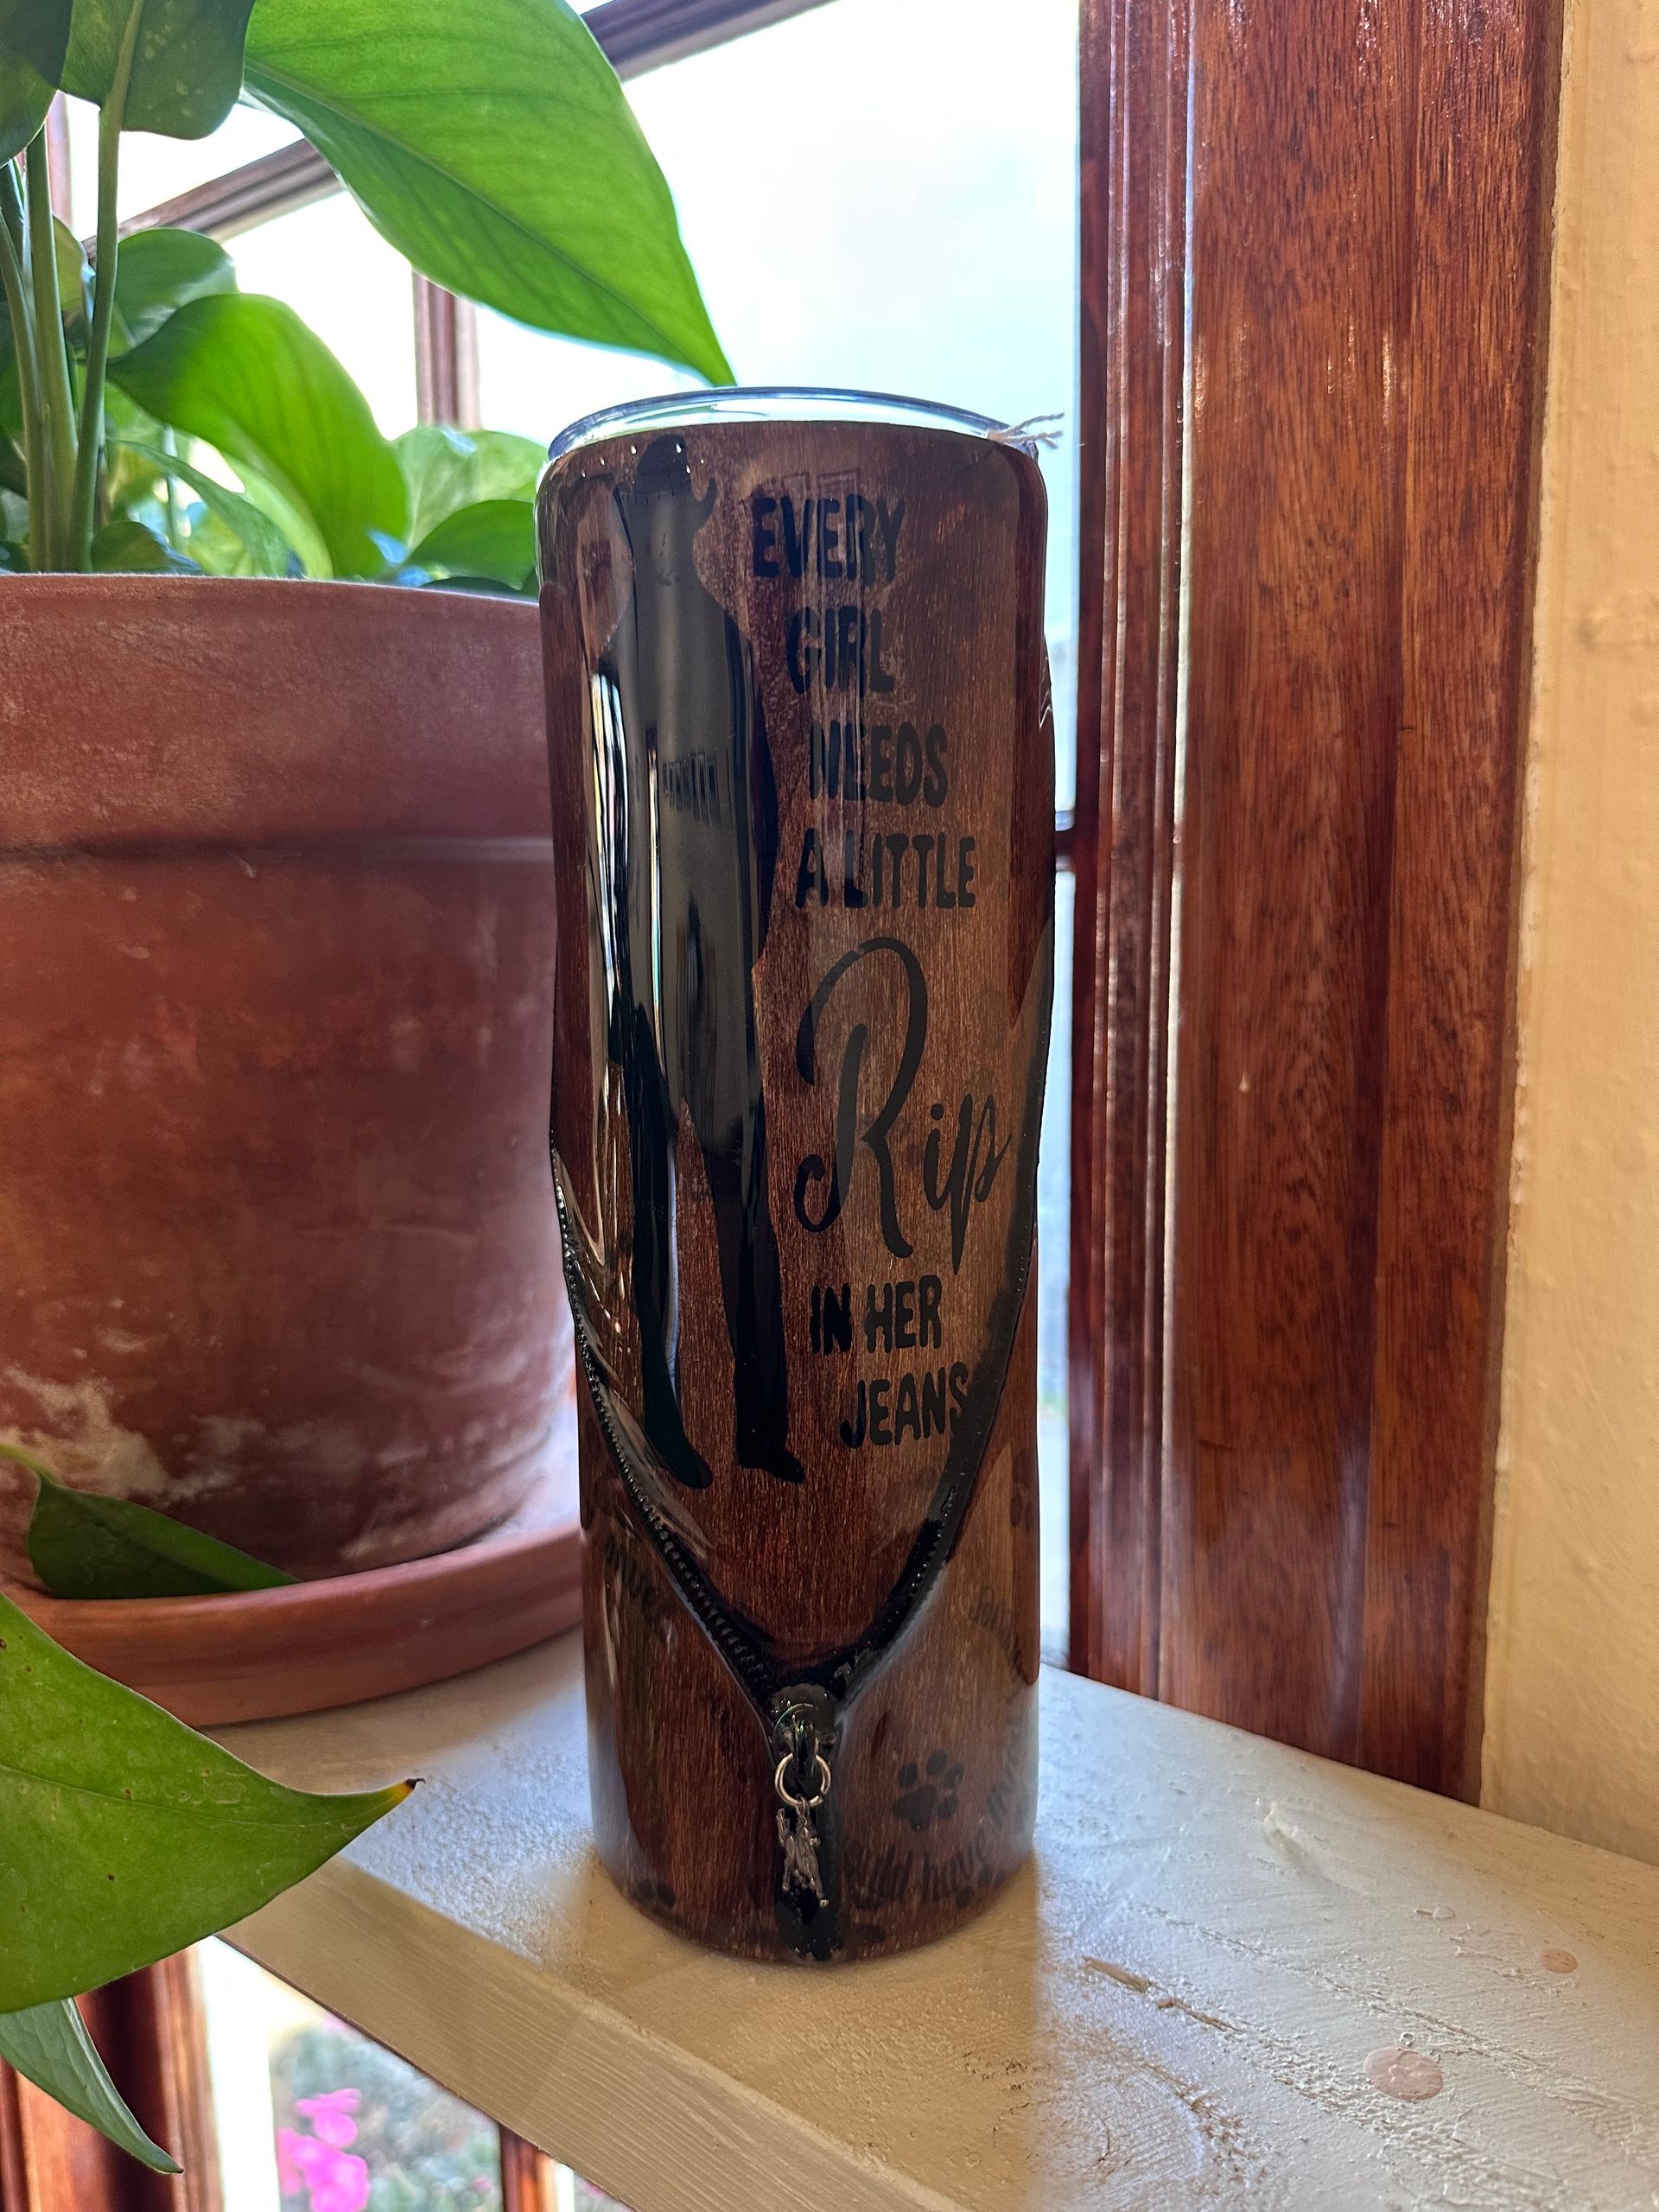 EVERY
GIRL
NEEDS
A LITTLE
Rip
IN HER
JEANS